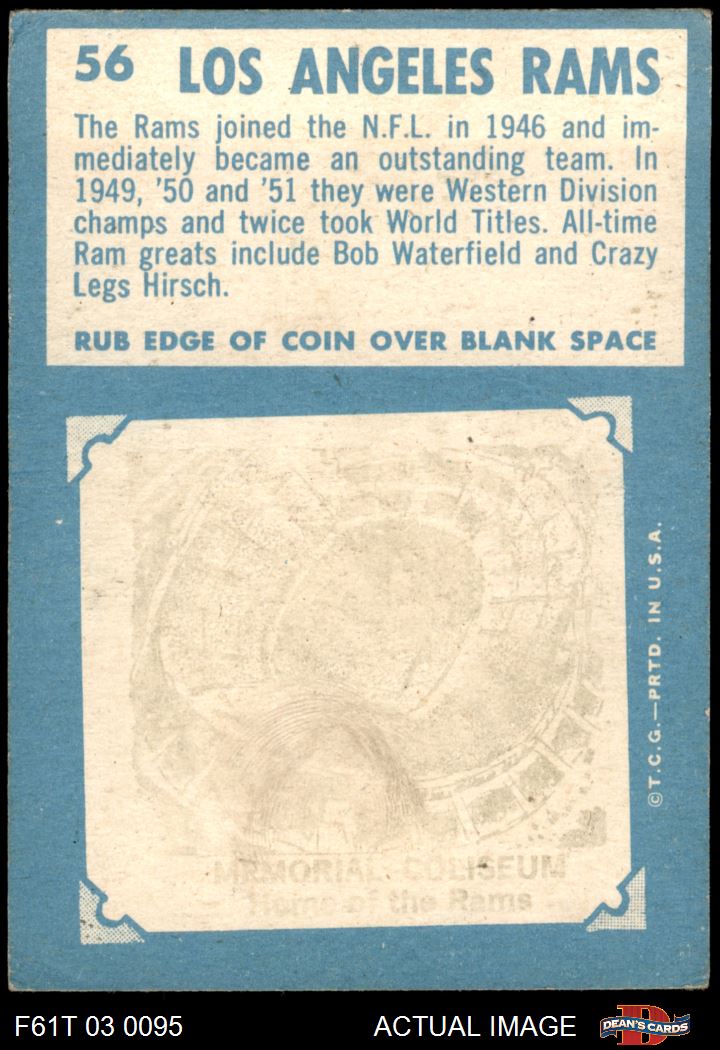 56 LOS ANGELES RAMS
The Rams joined the N.F.L. in 1946 and im-
mediately became an outstanding team. In
1949, '50 and '51 they were Western Division
champs and twice took World Titles. All-time
Ram greats include Bob Waterfield and Crazy
Legs Hirsch.
RUB EDGE OF COIN OVER BLANK SPACE
©T.C.G.—PRTD. IN U.S.A.
MEMORIAL COLISEUM
Home of the Rams
F61T 03 0095 ACTUAL IMAGE
D
DEAN'S CARDS